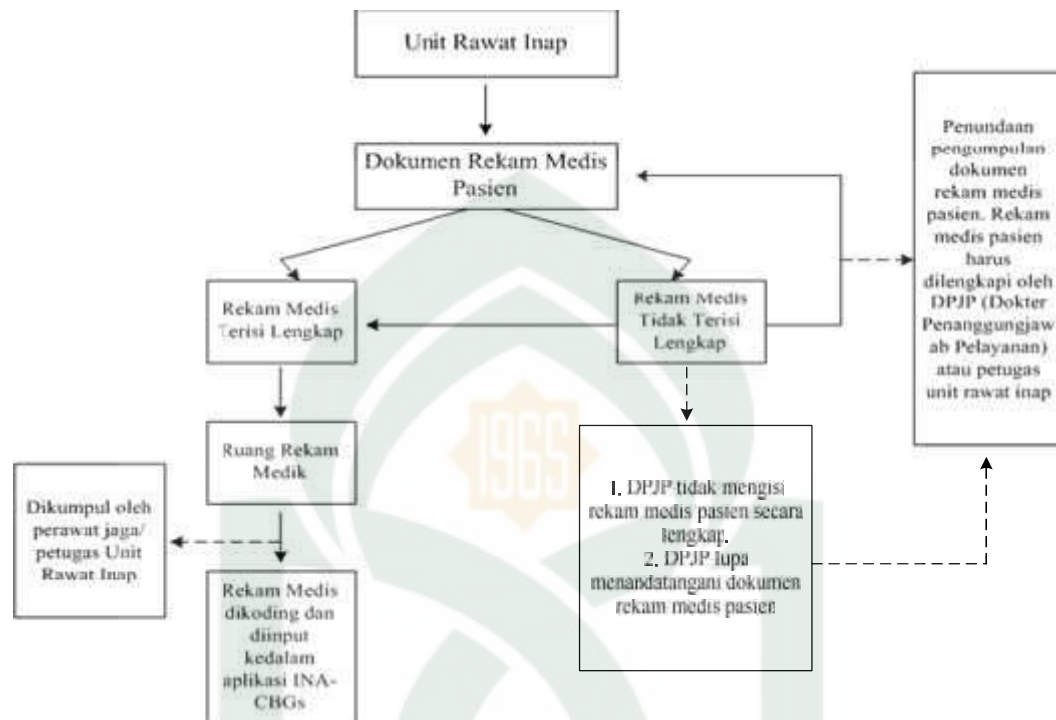 Unit Rawat Inap
Dokumen Rekam Medis
Pasien
Rekam Medis
Terisi Lengkap
Rekam Medis
Tidak Terisi
Lengkap
Penundaan
pengumpulan
dokumen
rekam medis
pasien. Rekam
medis pasien
harus
dilengkapi oleh
DPJP (Dokter
Penanggungjaw
ab Pelayanan)
atau petugas
unit rawat inap
Ruang Rekam
Medik
1. DPJP tidak mengisi
rekam medis pasien secara
lengkap.
2. DPJP lupa
menandatangani dokumen
rekam medis pasien
Dikumpul oleh
perawat jaga/
petugas Unit
Rawat Inap
Rekam Medis
dikoding dan
diinput
kedalam
aplikasi INA-
CBGs
1965